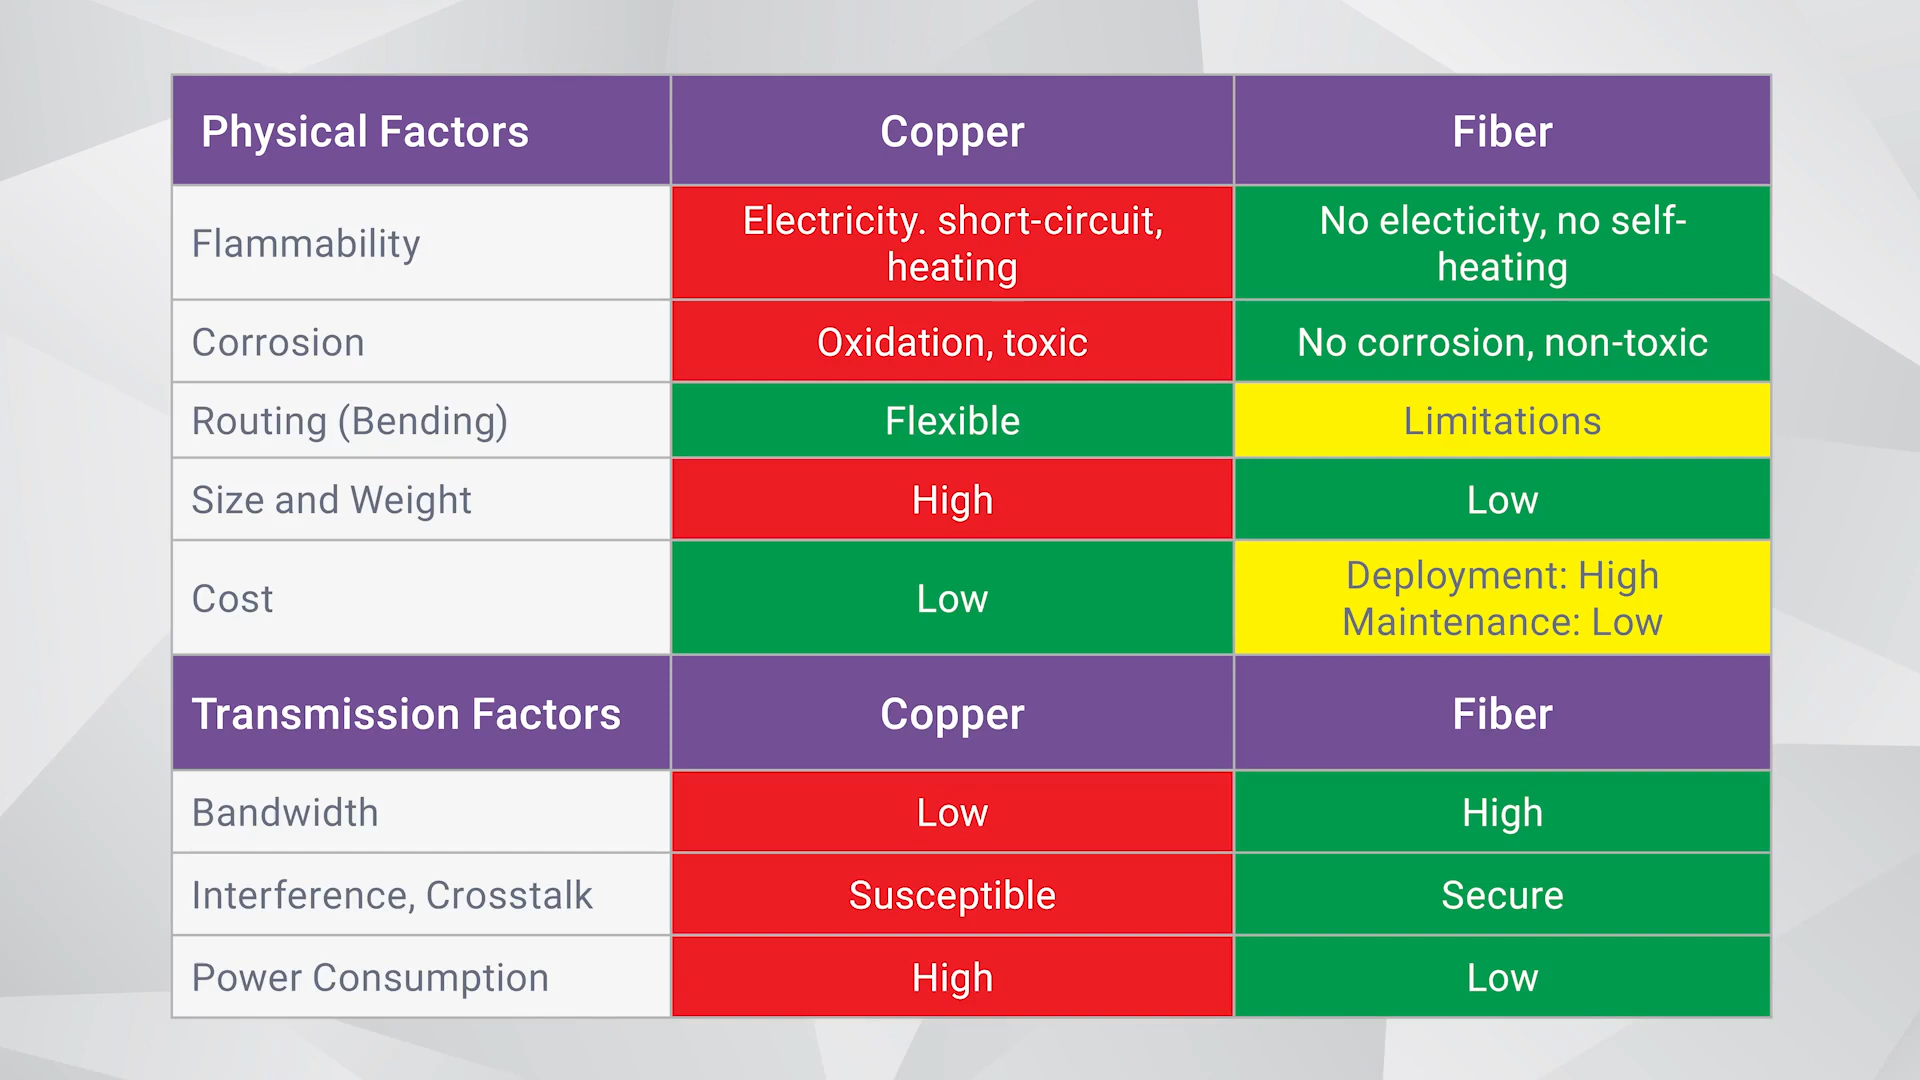 Physical Factors
Copper
Fiber
Flammability
Electricity. short-circuit,
heating
No electicity, no self-
heating
Corrosion
Oxidation, toxic
No corrosion, non-toxic
Routing (Bending)
Flexible
Limitations
Size and Weight
High
Low
Cost
Low
Deployment: High
Maintenance: Low
Transmission Factors
Copper
Fiber
Bandwidth
Low
High
Interference, Crosstalk
Susceptible
Secure
Power Consumption
High
Low